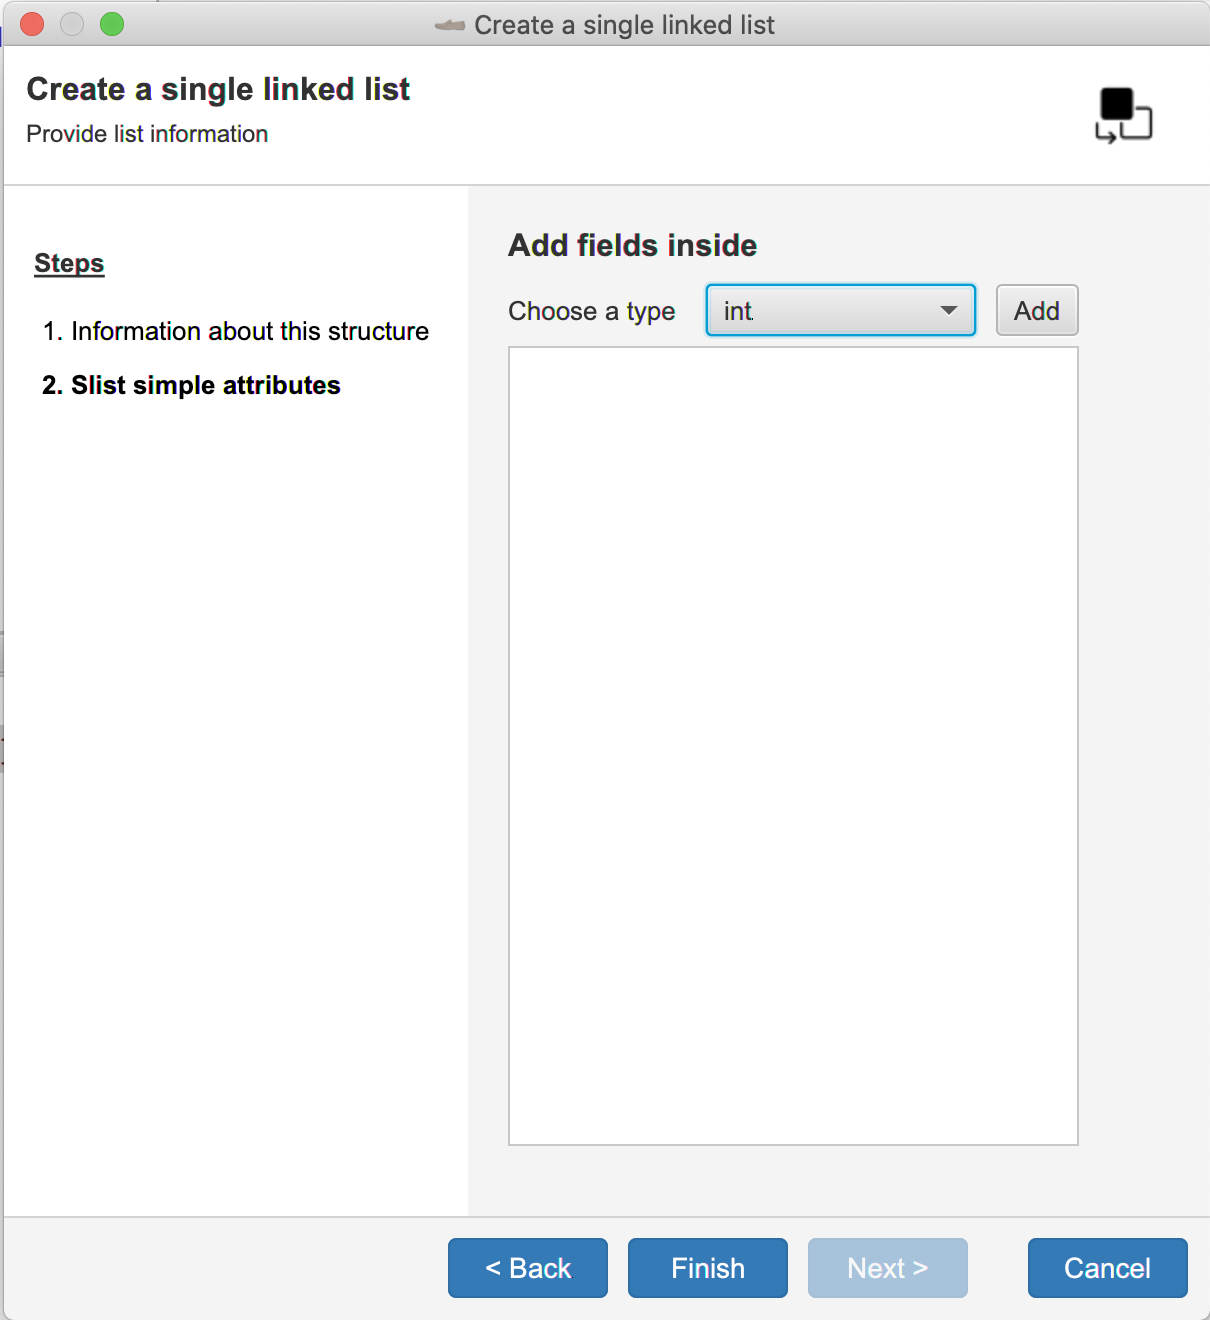 Create a single linked list
Create a single linked list
Provide list information
Steps
1. Information about this structure
2. Slist simple attributes
Add fields inside
Choose a type int Add
< Back Finish Next > Cancel